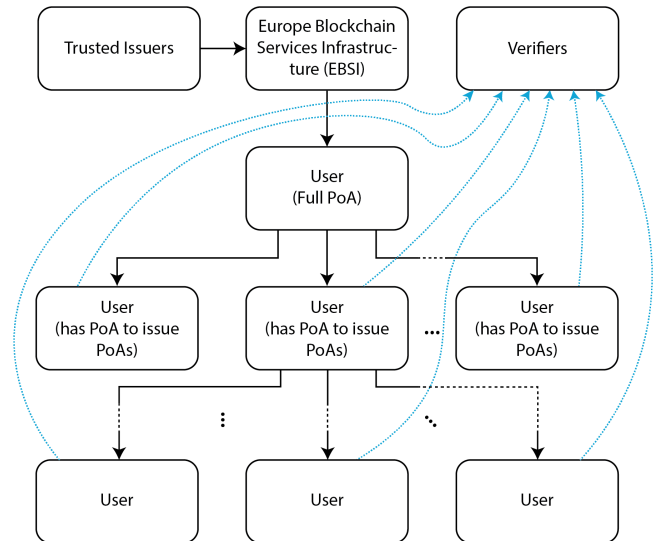 Trusted Issuers
Europe Blockchain
Services Infrastruc-
ture (EBSI)
Verifiers
User
(Full PoA)
User
(has PoA to issue
PoAs)
User
(has PoA to issue
PoAs)
...
User
(has PoA to issue
PoAs)
User
User
User